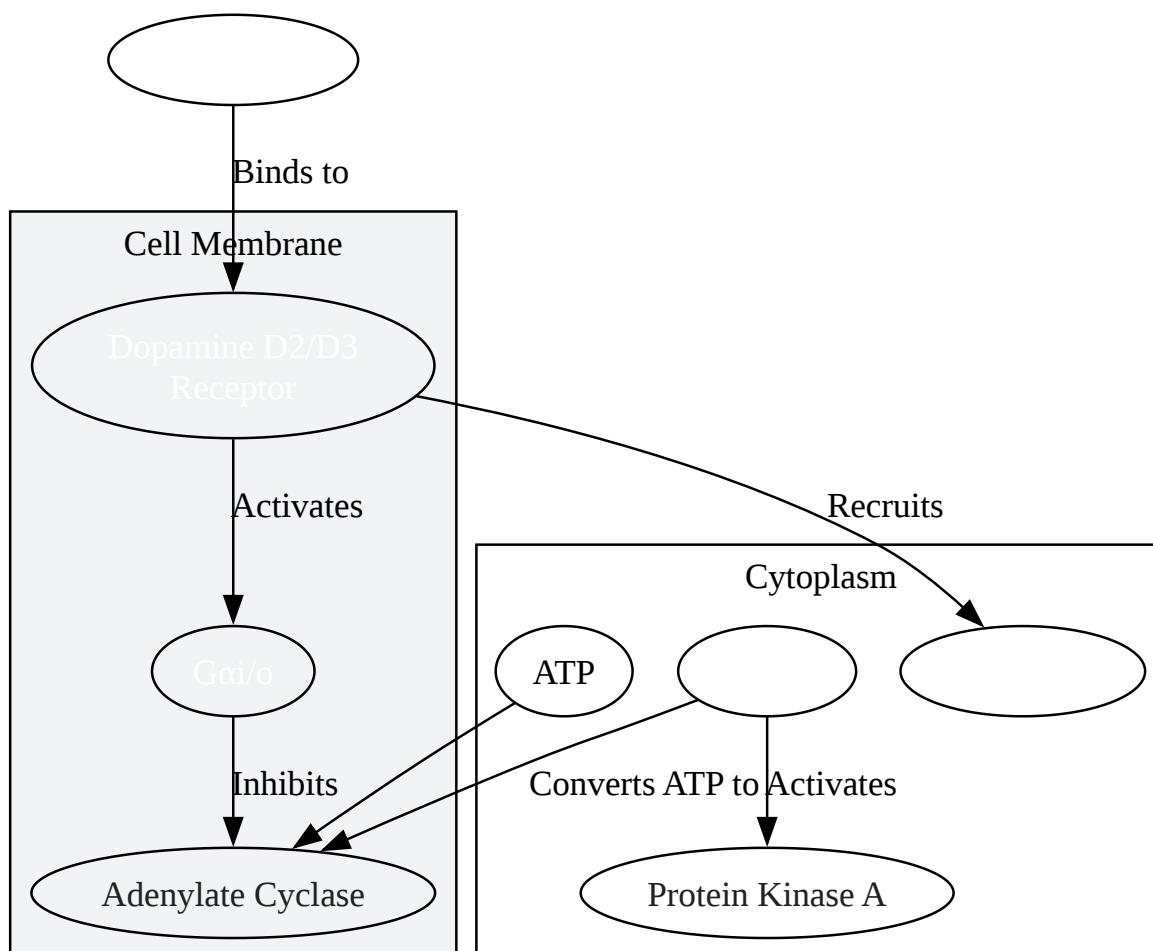 Binds to
Cell Membrane
Dopamine D2/D3
Receptor
Activates
Recruits
Cytoplasm
Gαi/o
ATP
Inhibits
Converts ATP to
Activates
Adenylate Cyclase
Protein Kinase A